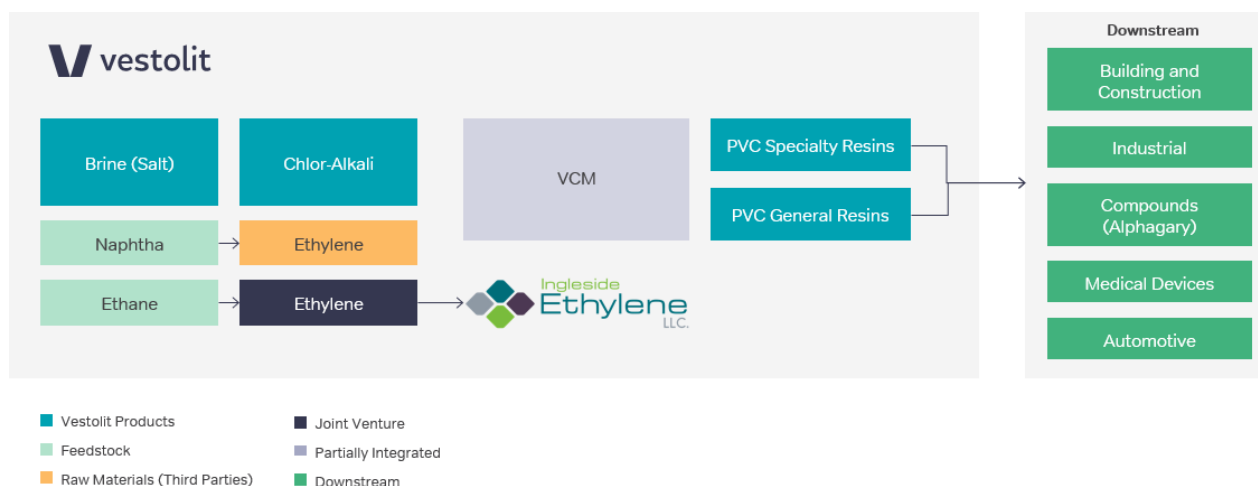 vestolit
Brine (Salt)
Chlor-Alkali
Naphtha
Ethylene
Ethane
Ethylene
VCM
Ingleside
Ethylene
LLC.
PVC Specialty Resins
PVC General Resins
Downstream
Building and
Construction
Industrial
Compounds
(Alphagary)
Medical Devices
Automotive
Vestolit Products
Feedstock
Raw Materials (Third Parties)
Joint Venture
Partially Integrated
Downstream